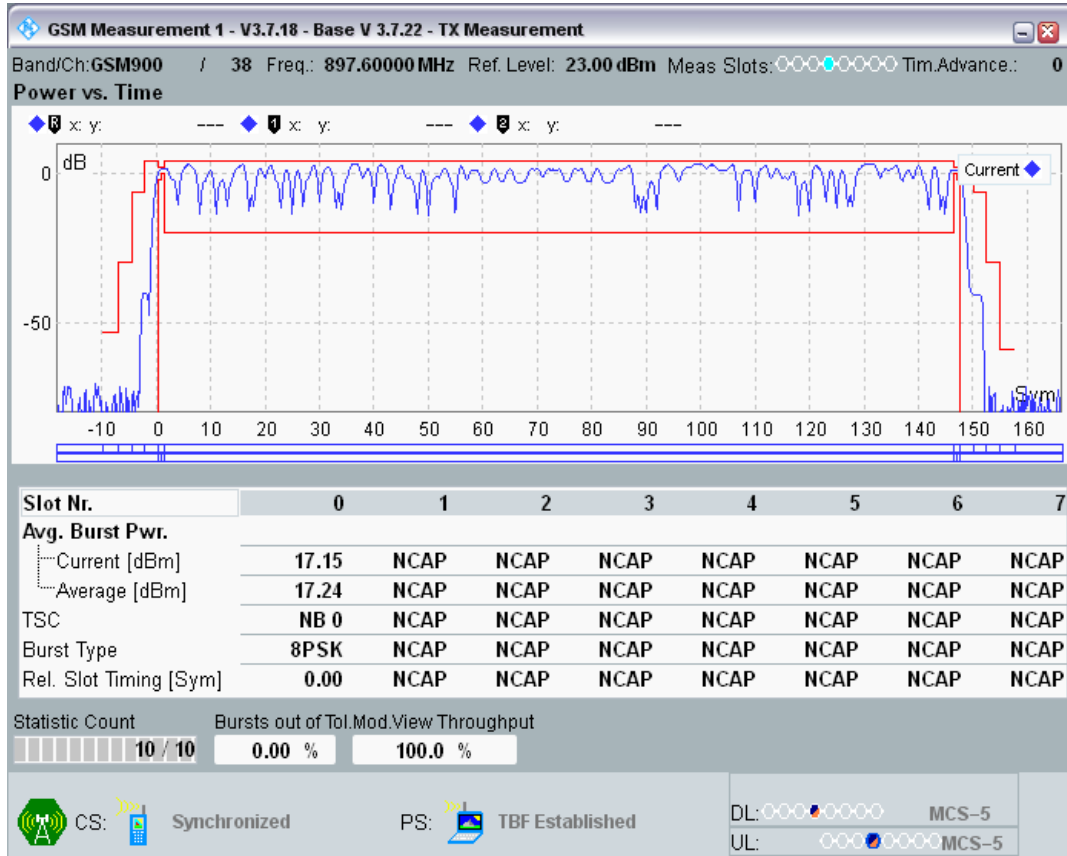 GSM Measurement 1 - V3.7.18 - Base V 3.7.22 - TX Measurement
Band/Ch:GSM900 / 38 Freq.: 897.60000 MHz Ref. Level: 23.00 dBm Meas Slots: Tim.Advance.: 0
Power vs. Time
R x: y: --- 1 x: y: --- 2 x: y: ---
dB
Current
0
-50
Sym
-10 0 10 20 30 40 50 60 70 80 90 100 110 120 130 140 150 160
Slot Nr. 0 1 2 3 4 5 6 7
Avg. Burst Pwr.
Current [dBm] 17.15 NCAP NCAP NCAP NCAP NCAP NCAP NCAP
Average [dBm] 17.24 NCAP NCAP NCAP NCAP NCAP NCAP NCAP
TSC NB 0 NCAP NCAP NCAP NCAP NCAP NCAP NCAP
Burst Type 8PSK NCAP NCAP NCAP NCAP NCAP NCAP NCAP
Rel. Slot Timing [Sym] 0.00 NCAP NCAP NCAP NCAP NCAP NCAP NCAP
Statistic Count Bursts out of Tol.Mod.View Throughput
10 / 10 0.00 % 100.0 %
CS: Synchronized PS: TBF Established
DL: MCS-5
UL: MCS-5